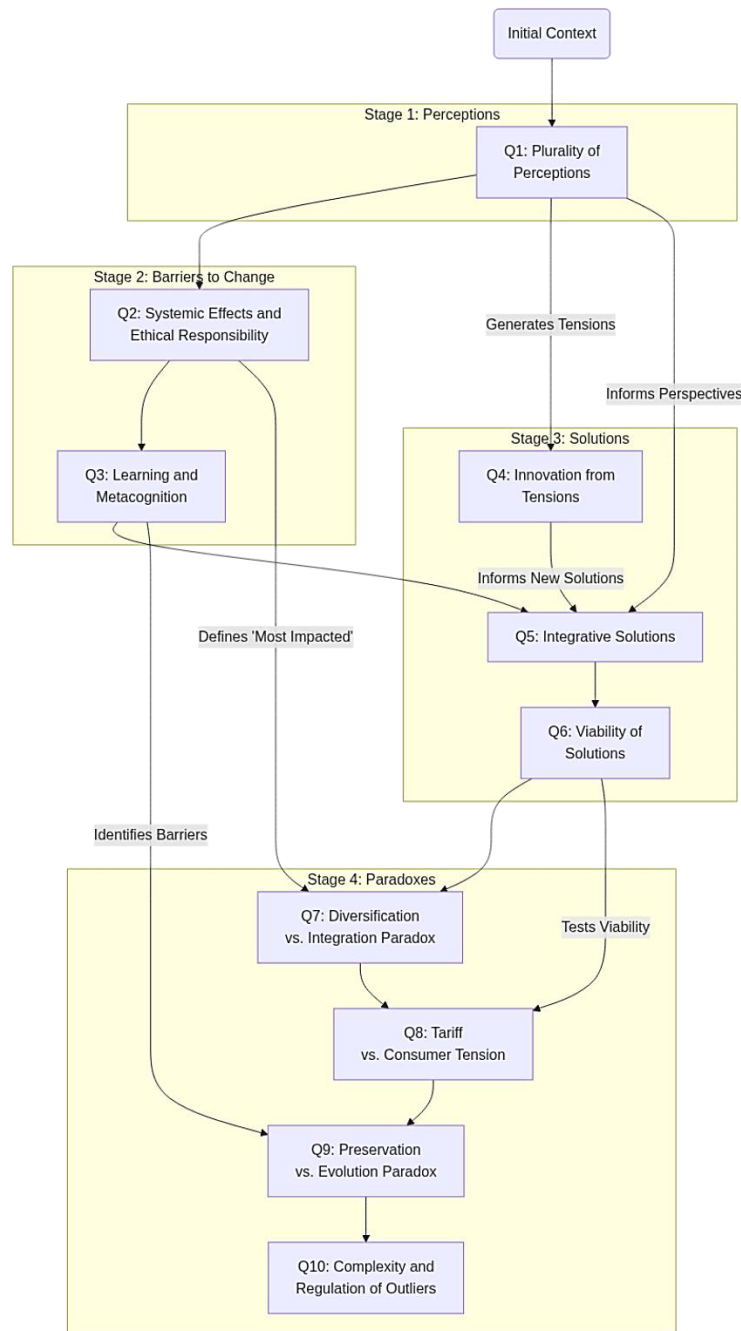 Initial Context
Stage 1: Perceptions
Q1: Plurality of
Perceptions
Stage 2: Barriers to Change
Q2: Systemic Effects and
Ethical Responsibility
Generates Tensions
Informs Perspectives
Stage 3: Solutions
Q3: Learning and
Metacognition
Q4: Innovation from
Tensions
Informs New Solutions
Defines 'Most Impacted'
Q5: Integrative Solutions
Q6: Viability of
Solutions
Identifies Barriers
Stage 4: Paradoxes
Q7: Diversification
vs. Integration Paradox
Tests Viability
Q8: Tariff
vs. Consumer Tension
Q9: Preservation
vs. Evolution Paradox
Q10: Complexity and
Regulation of Outliers